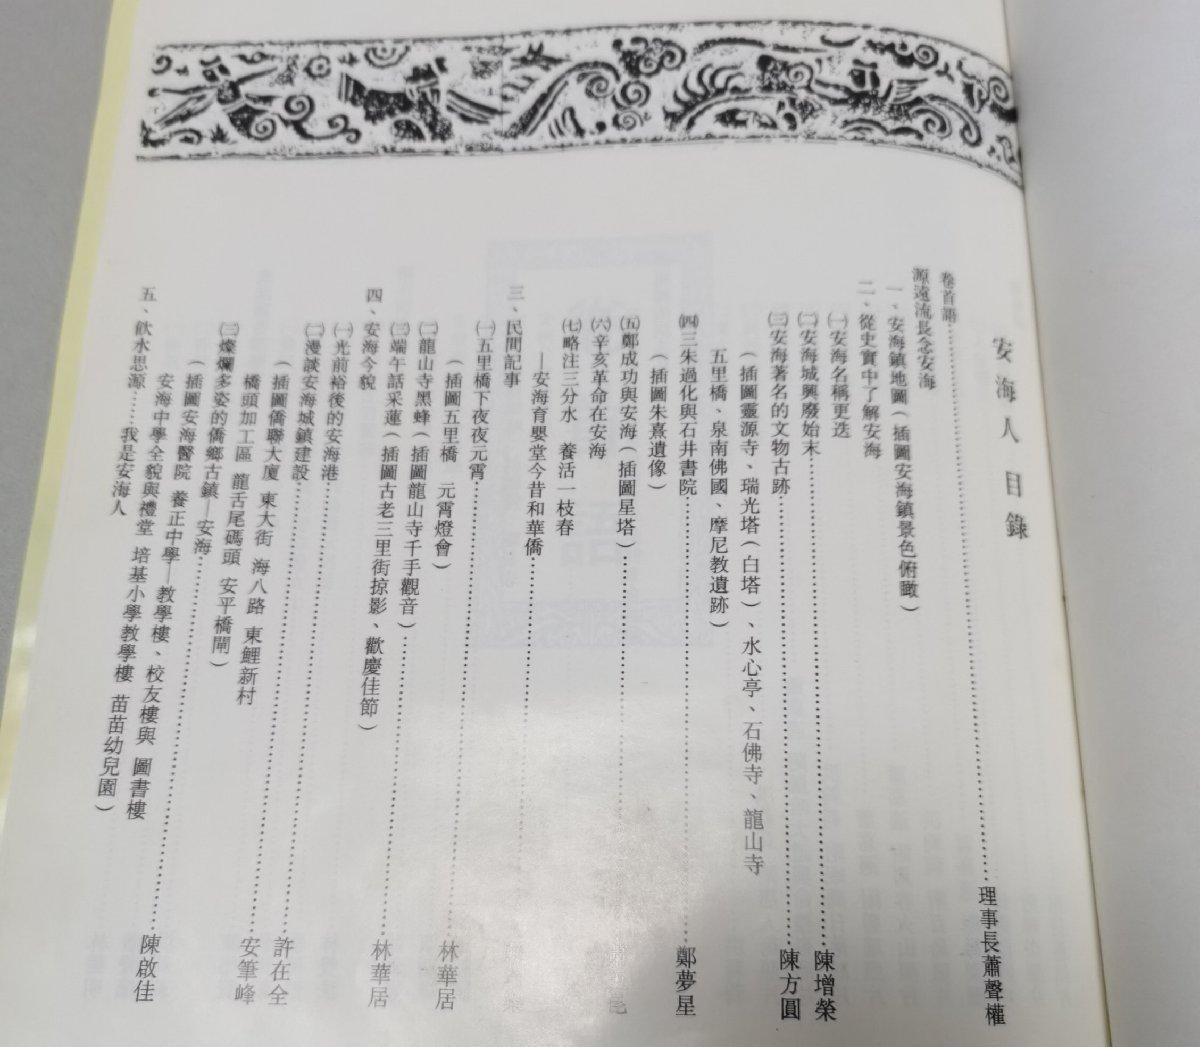 安海人目錄
卷首語……理事長蕭聲權
源遠流長念安海
一、安海鎮地圖(插圖安海鎮景色俯瞰)
二、從史實中了解安海
㈠安海名稱更迭
㈡安海城興廢始末……陳增榮
㈢安海著名的文物古跡……陳方圓
(插圖靈源寺、瑞光塔(白塔)、水心亭、石佛寺、龍山寺
五里橋、泉南佛國、摩尼教遺跡)
㈣三朱過化與石井書院……鄭夢星
(插圖朱熹遺像)
㈤鄭成功與安海(插圖星塔)……
㈥辛亥革命在安海
㈦略注三分水 養活一枝春
—安海育嬰堂今昔和華僑……
三、民間記事
㈠五里橋下夜夜元宵……林華居
(插圖五里橋 元宵燈會)
㈡龍山寺黑蜂(插圖龍山寺千手觀音)……林華居
㈢端午話采蓮(插圖古老三里街掠影、歡慶佳節)
四、安海今貌
㈠光前裕後的安海港……
㈡漫談安海城鎮建設……許在全
(插圖僑聯大廈 東大街 海八路 東鯉新村
橋頭加工區 龍舌尾碼頭 安平橋閘)
㈢燦爛多姿的僑鄉古鎮—安海……安筆峰
(插圖安海醫院 養正中學—教學樓、校友樓與 圖書樓
安海中學全貌與禮堂 培基小學教學樓 苗苗幼兒園)
五、飲水思源……我是安海人……陳啟佳